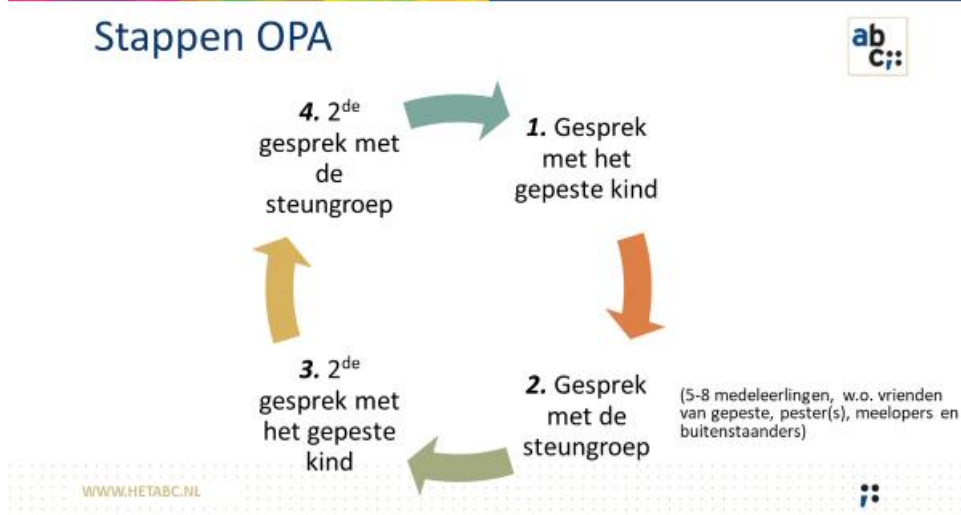 Stappen OPA
ab
c;:
1. Gesprek
met het
gepeste kind
2. Gesprek
met de
steungroep
(5-8 medeleerlingen, w.o. vrienden
van gepeste, pester(s), meelopers en
buitenstaanders)
3. 2de
gesprek met
het gepeste
kind
4. 2de
gesprek met
de
steungroep
WWW.HETABC.NL